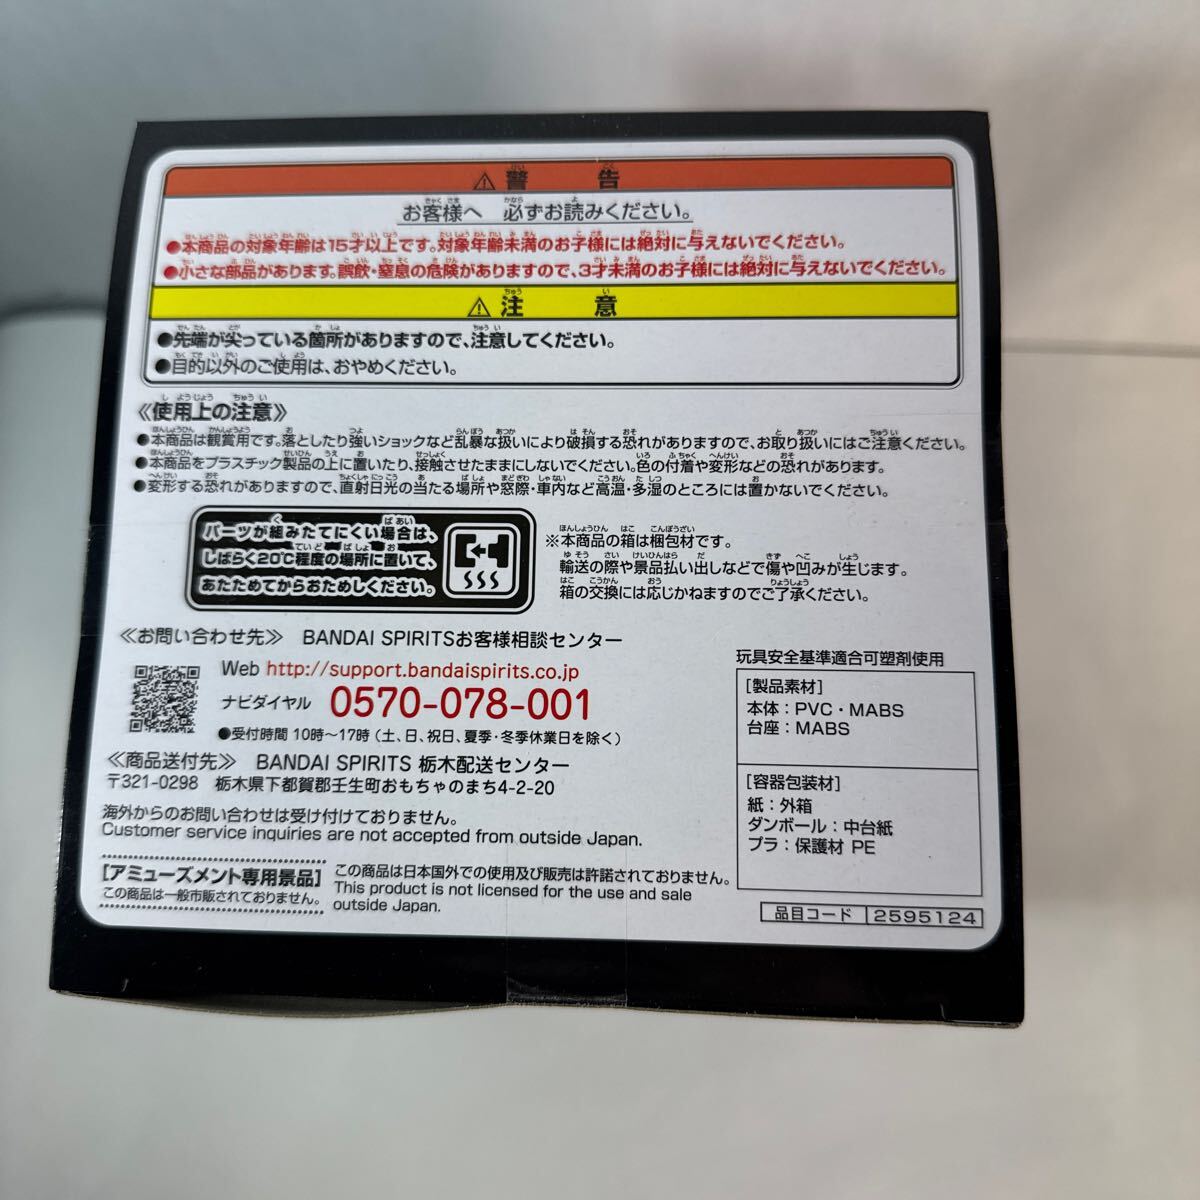 ⚠警告
お客様へ 必ずお読みください。
●本商品の対象年齢は15才以上です。対象年齢未満のお子様には絶対に与えないでください。
●小さな部品があります。誤飲・窒息の危険がありますので、3才未満のお子様には絶対に与えないでください。
⚠注意
●先端が尖っている箇所がありますので、注意してください。
●目的以外のご使用は、おやめください。
≪使用上の注意≫
●本商品は観賞用です。落としたり強いショックなど乱暴な扱いにより破損する恐れがありますので、お取り扱いにはご注意ください。
●本商品をプラスチック製品の上に置いたり、接触させたままにしないでください。色の付着や変形などの恐れがあります。
●変形する恐れがありますので、直射日光の当たる場所や窓際・車内など高温・多湿のところには置かないでください。
パーツが組みたてにくい場合は、
しばらく20℃程度の場所に置いて、
あたためてからおためしください。
※本商品の箱は梱包材です。
輸送の際や景品払い出しなどで傷や凹みが生じます。
箱の交換には応じかねますのでご了承ください。
≪お問い合わせ先≫ BANDAI SPIRITSお客様相談センター
Web http://support.bandaispirits.co.jp
ナビダイヤル 0570-078-001
●受付時間 10時〜17時(土、日、祝日、夏季・冬季休業日を除く)
≪商品送付先≫ BANDAI SPIRITS 栃木配送センター
〒321-0298 栃木県下都賀郡壬生町おもちゃのまち4-2-20
海外からのお問い合わせは受け付けておりません。
Customer service inquiries are not accepted from outside Japan.
[アミューズメント専用景品]
この商品は一般市販されておりません。
この商品は日本国外での使用及び販売は許諾されておりません。
This product is not licensed for the use and sale
outside Japan.
玩具安全基準適合可塑剤使用
[製品素材]
本体：PVC・MABS
台座：MABS
[容器包装材]
紙：外箱
ダンボール：中台紙
プラ：保護材 PE
品目コード 2595124